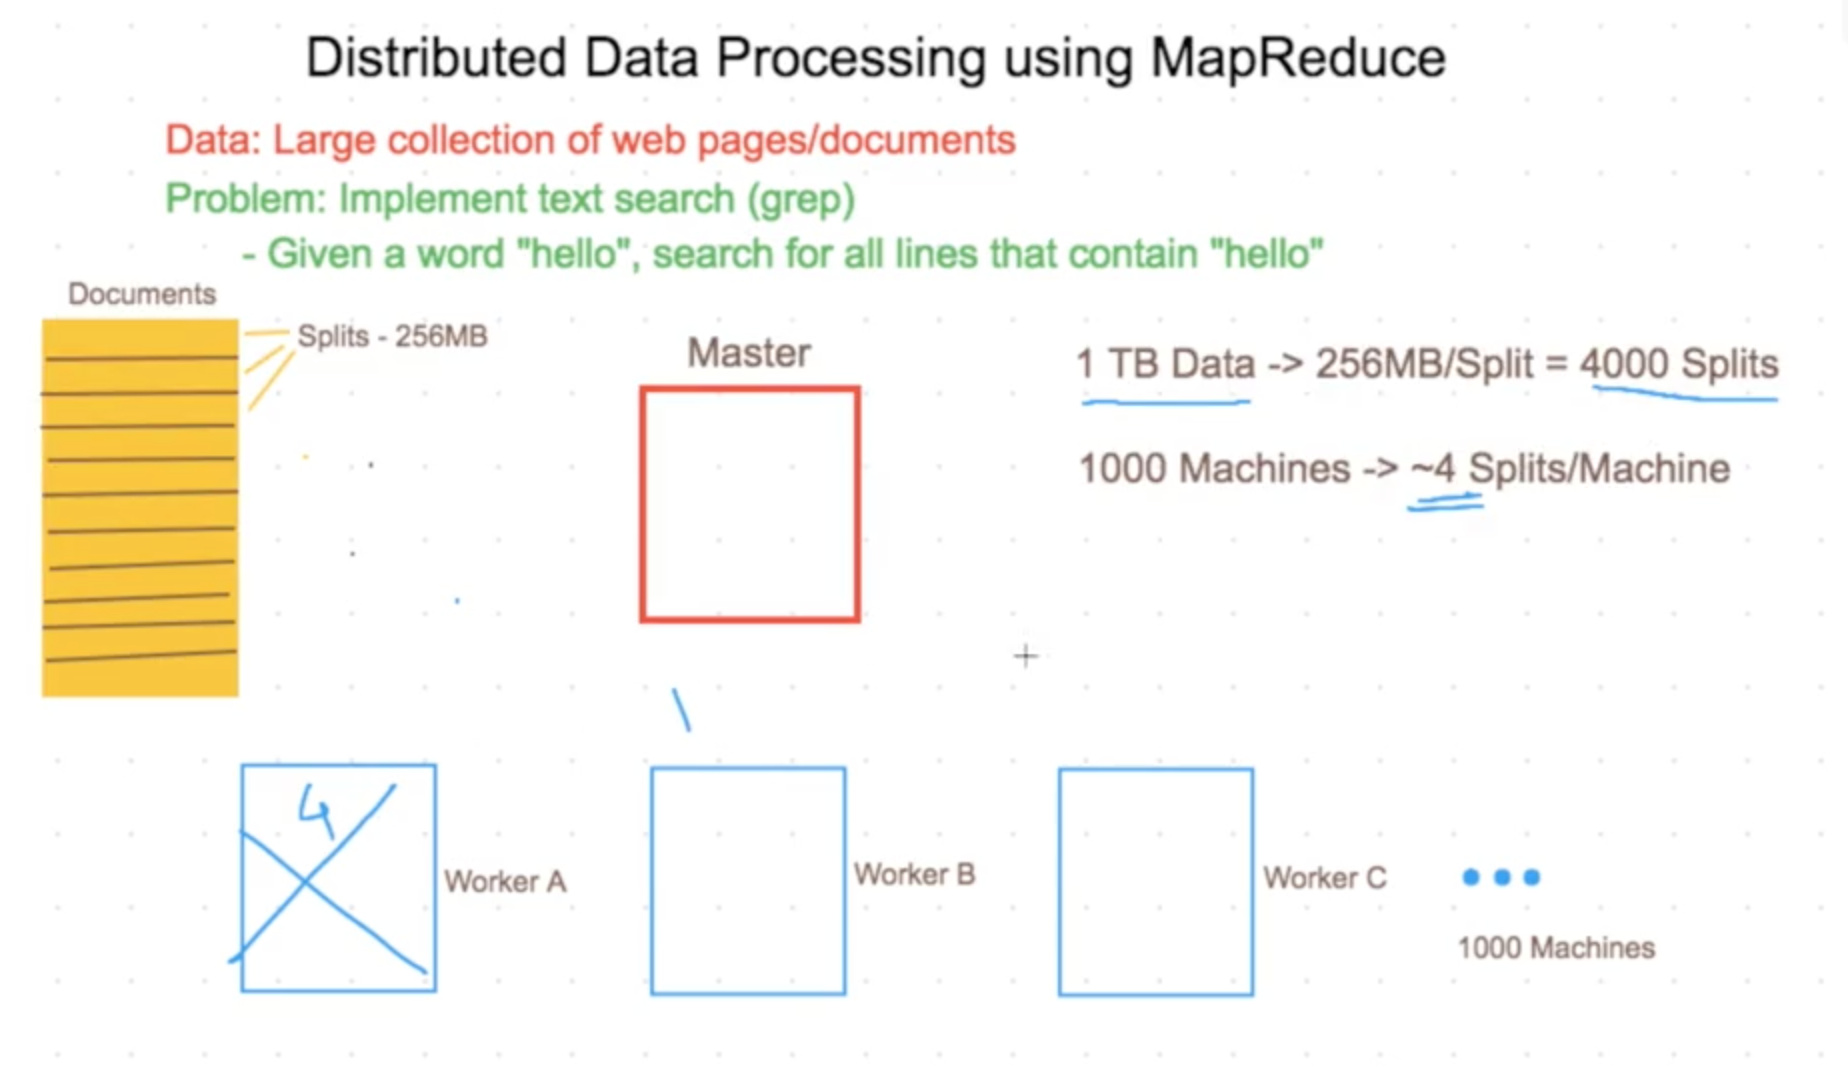 Distributed Data Processing using MapReduce
Data: Large collection of web pages/documents
Problem: Implement text search (grep)
- Given a word "hello", search for all lines that contain "hello"
Documents
Splits - 256MB
Master
1 TB Data -> 256MB/Split = 4000 Splits
1000 Machines -> ~4 Splits/Machine
4
Worker A
Worker B
Worker C
1000 Machines